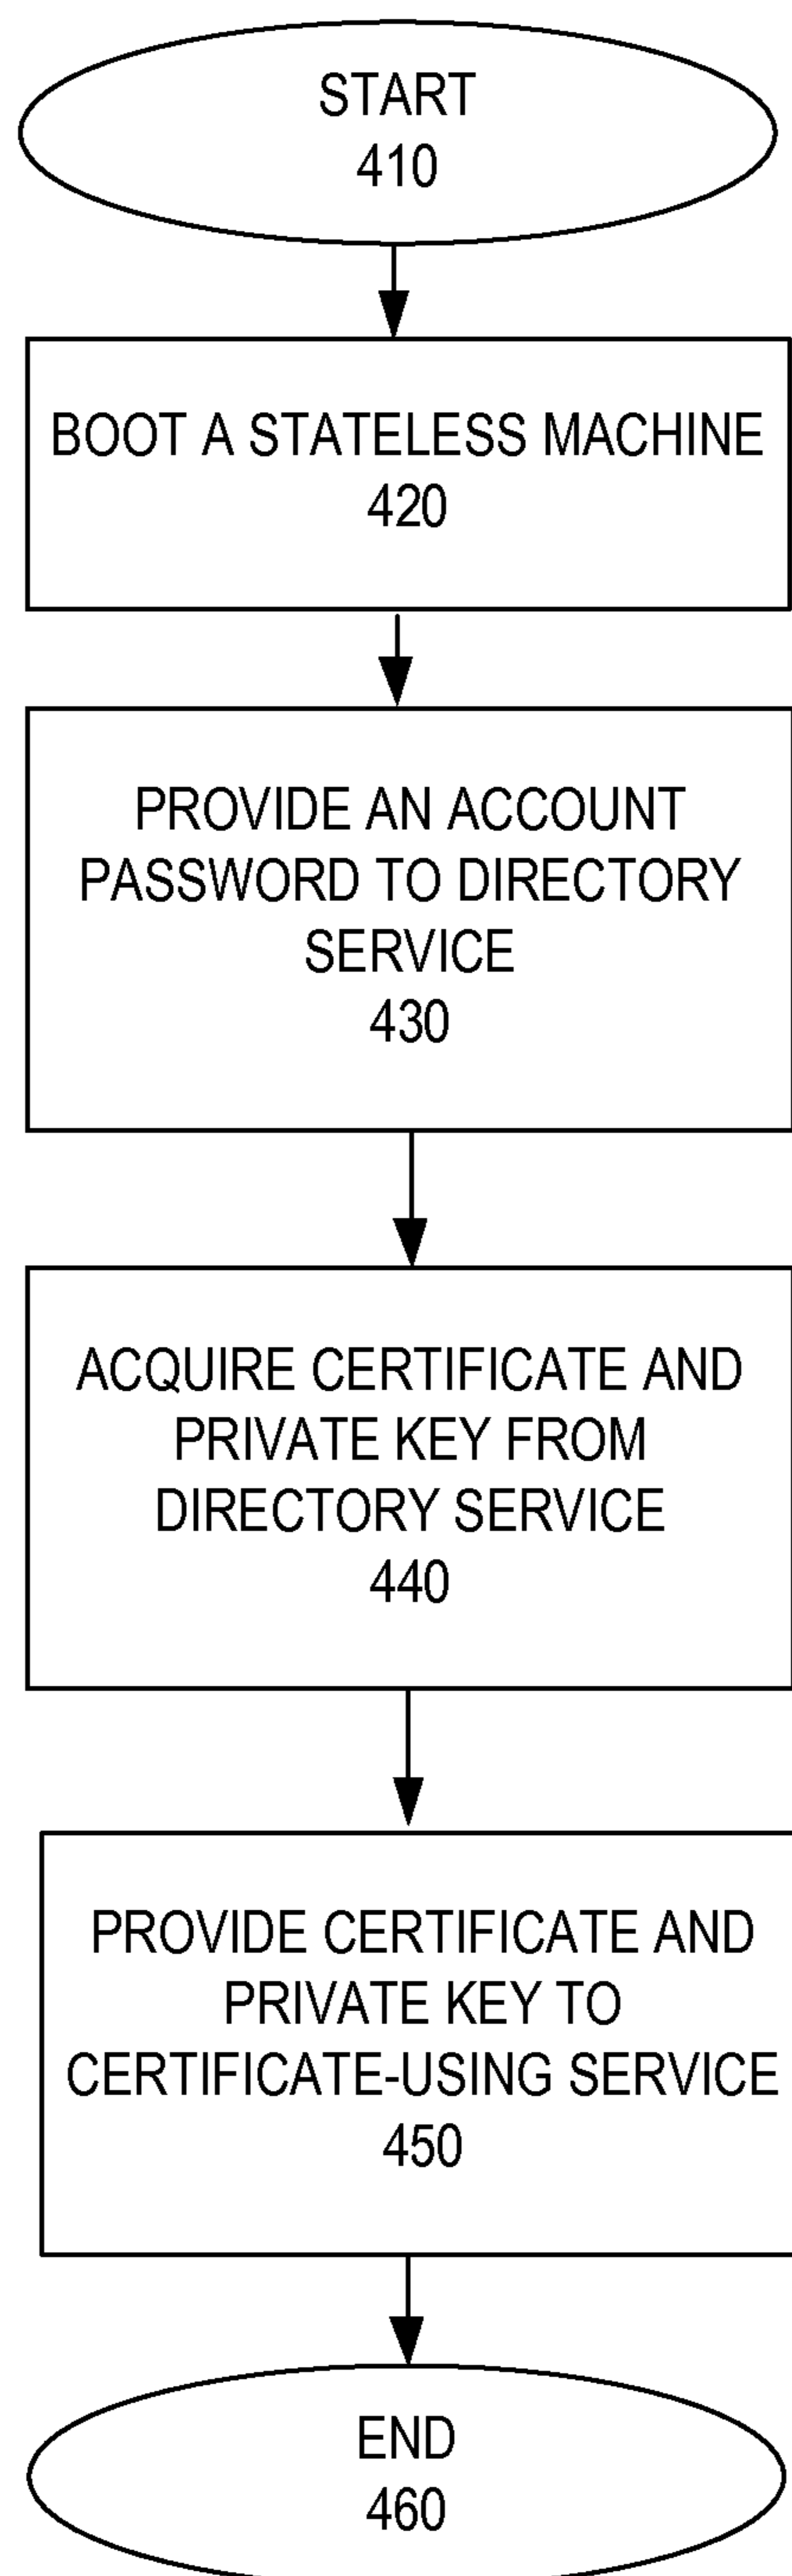 START
410
BOOT A STATELESS MACHINE
420
PROVIDE AN ACCOUNT
PASSWORD TO DIRECTORY
SERVICE
430
ACQUIRE CERTIFICATE AND
PRIVATE KEY FROM
DIRECTORY SERVICE
440
PROVIDE CERTIFICATE AND
PRIVATE KEY TO
CERTIFICATE-USING SERVICE
450
END
460